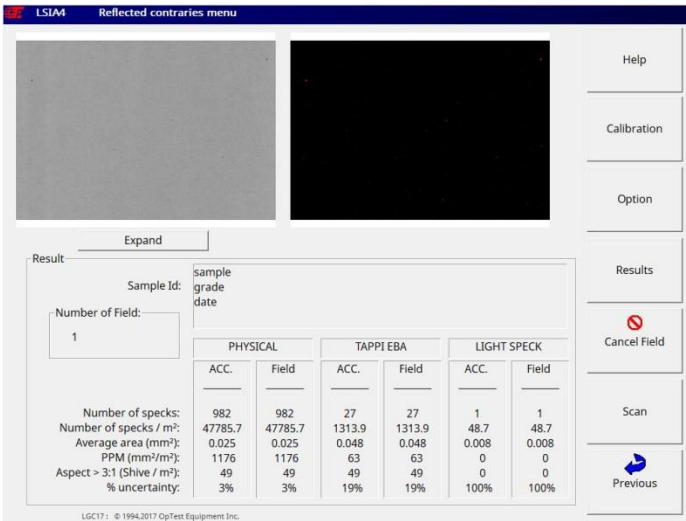 LSIA4 Reflected contraries menu
Help
Calibration
Option
Results
Cancel Field
Scan
Previous
Expand
Result
Sample Id:
sample
grade
date
Number of Field:
1
PHYSICAL TAPPI EBA LIGHT SPECK
ACC. Field ACC. Field ACC. Field
Number of specks: 982 982 27 27 1 1
Number of specks / m²: 47785.7 47785.7 1313.9 1313.9 48.7 48.7
Average area (mm²): 0.025 0.025 0.048 0.048 0.008 0.008
PPM (mm²/m²): 1176 1176 63 63 0 0
Aspect > 3:1 (Shive / m²): 49 49 49 49 0 0
% uncertainty: 3% 3% 19% 19% 100% 100%
LGC17 : © 1994,2017 OpTest Equipment Inc.